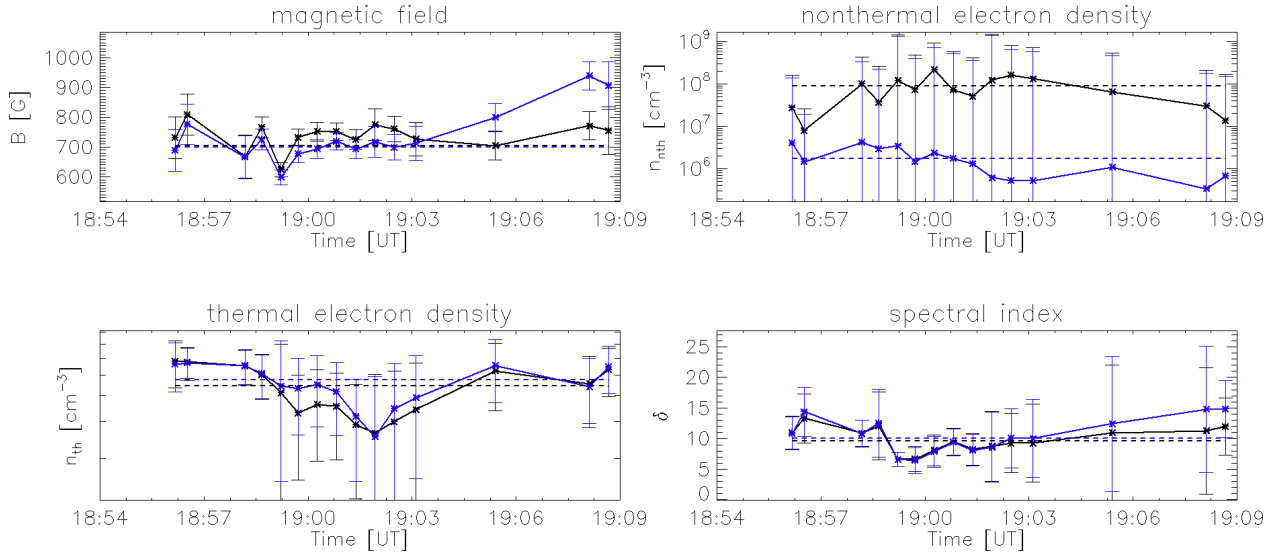 magnetic field
B [G]
1000
900
800
700
600
18:54 18:57 19:00 19:03 19:06 19:09
Time [UT]
nonthermal electron density
n_nth [cm⁻³]
10⁹
10⁸
10⁷
10⁶
18:54 18:57 19:00 19:03 19:06 19:09
Time [UT]
thermal electron density
n_th [cm⁻³]
18:54 18:57 19:00 19:03 19:06 19:09
Time [UT]
spectral index
δ
25
20
15
10
5
0
18:54 18:57 19:00 19:03 19:06 19:09
Time [UT]